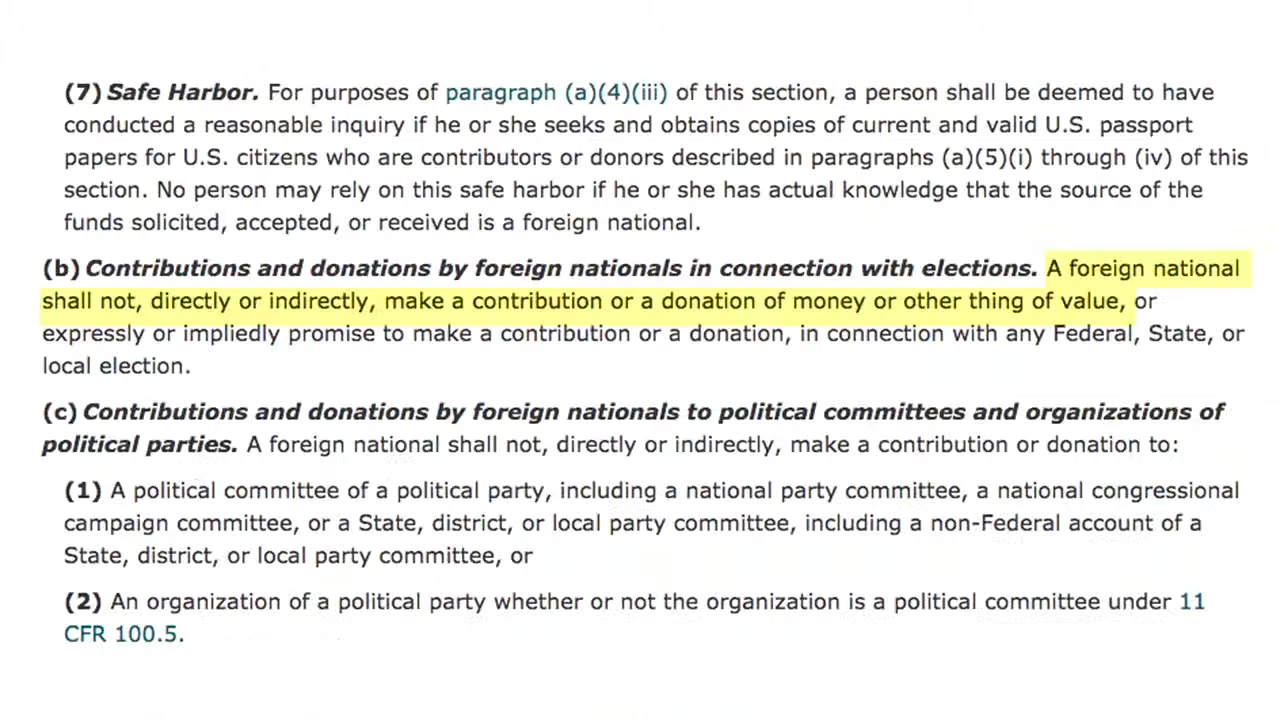 (7) Safe Harbor. For purposes of paragraph (a)(4)(iii) of this section, a person shall be deemed to have
conducted a reasonable inquiry if he or she seeks and obtains copies of current and valid U.S. passport
papers for U.S. citizens who are contributors or donors described in paragraphs (a)(5)(i) through (iv) of this
section. No person may rely on this safe harbor if he or she has actual knowledge that the source of the
funds solicited, accepted, or received is a foreign national.
(b) Contributions and donations by foreign nationals in connection with elections. A foreign national
shall not, directly or indirectly, make a contribution or a donation of money or other thing of value, or
expressly or impliedly promise to make a contribution or a donation, in connection with any Federal, State, or
local election.
(c) Contributions and donations by foreign nationals to political committees and organizations of
political parties. A foreign national shall not, directly or indirectly, make a contribution or donation to:
(1) A political committee of a political party, including a national party committee, a national congressional
campaign committee, or a State, district, or local party committee, including a non-Federal account of a
State, district, or local party committee, or
(2) An organization of a political party whether or not the organization is a political committee under 11
CFR 100.5.